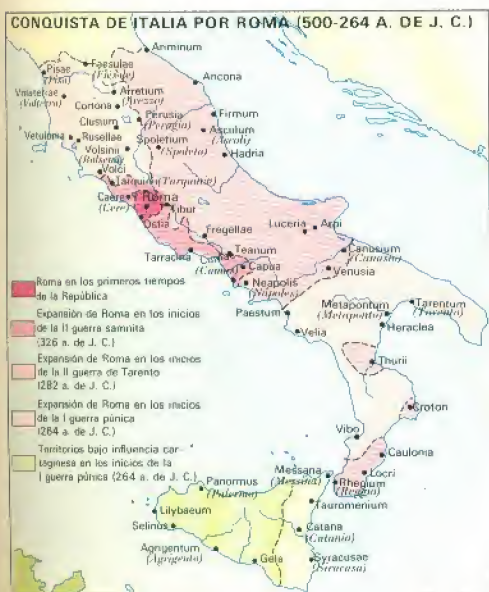 CONQUISTA DE ITALIA POR ROMA (500-264 A. DE J. C.)
Ariminum
Pisae
(Pisa)
Faesulae
(Fiésole)
Ancona
Arretium
(Arezzo)
(Volterra)
Cortona
Perusia
(Perugia)
Firmum
Clusium
Asculum
(Áscoli)
Vetulonia
Rusellae
Spoletium
(Spoleto)
Volsinii
(Bolsena)
Hadria
Volci
Tarquinii (Tarquinia)
Caere
(Cere)
Roma
Tibur
Ostia
Fregellae
Luceria
Arpi
Teanum
Canusium
(Canosa)
Tarracina
(Cumas)
Capua
Venusia
Neapolis
(Nápoles)
Metapontum
(Metaponto)
Tarentum
(Tarento)
Paestum
Heraclea
Velia
Thurii
Croton
Vibo
Caulonia
Locri
Messana
(Messina)
Rhegium
(Reggio)
Panormus
(Palermo)
Tauromenium
Lilybaeum
Selinus
Catana
(Catania)
Agrigentum
(Agrigento)
Gela
Syracusae
(Siracusa)
Roma en los primeros tiempos
de la República
Expansión de Roma en los inicios
de la II guerra samnita
(326 a. de J. C.)
Expansión de Roma en los inicios
de la II guerra de Tarento
(282 a. de J. C.)
Expansión de Roma en los inicios
de la I guerra púnica
(264 a. de J. C.)
Territorios bajo influencia car-
taginesa en los inicios de la
I guerra púnica (264 a. de J. C.)